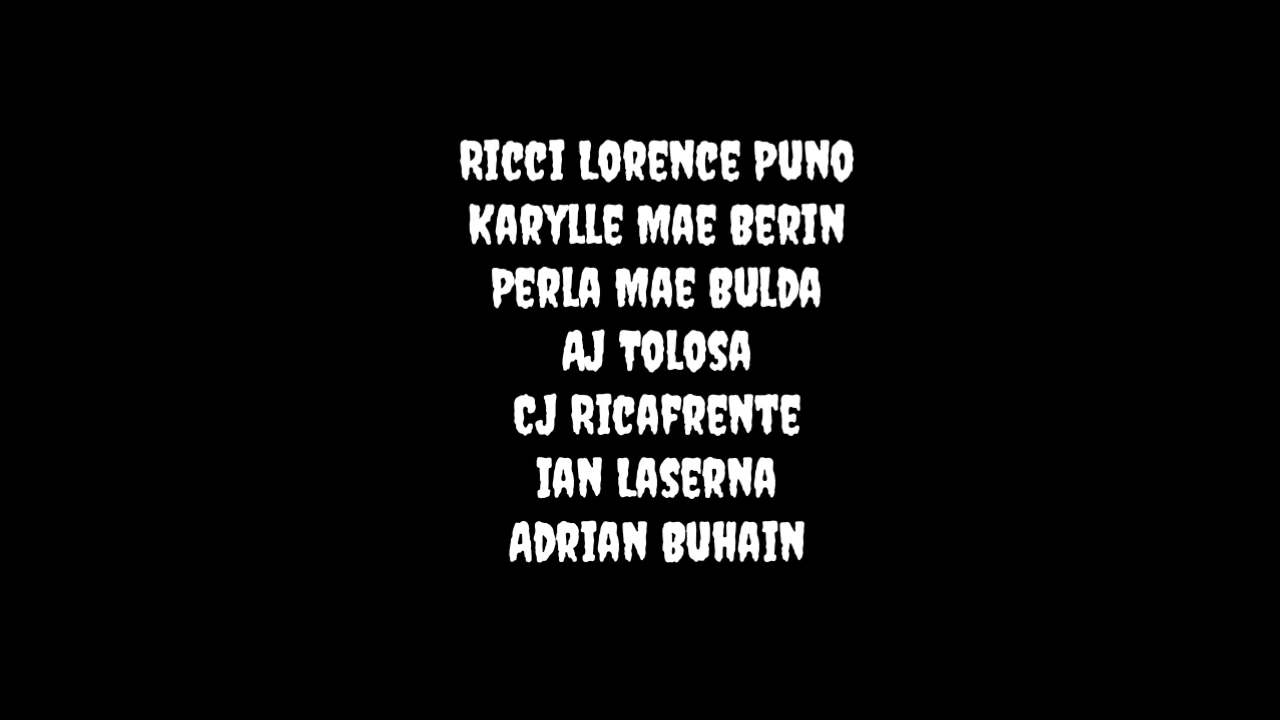 RICCI LORENCE PUNO
KARYLLE MAE BERIN
PERLA MAE BULDA
AJ TOLOSA
CJ RICAFRENTE
IAN LASERNA
ADRIAN BUHAIN